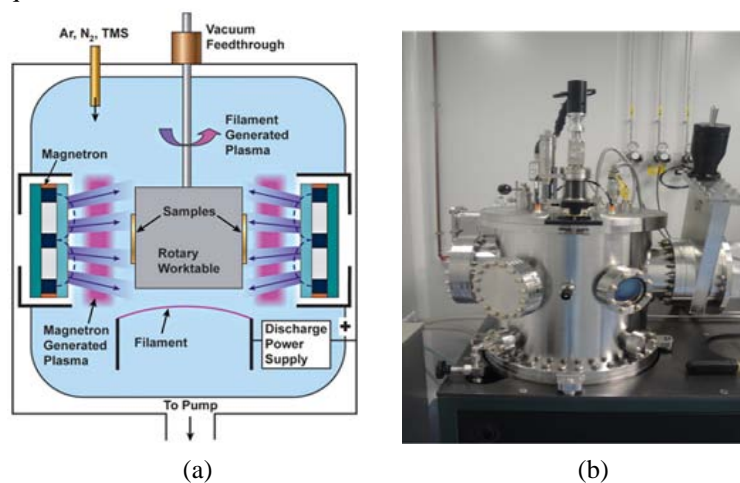 Ar, N₂, TMS
Vacuum
Feedthrough
Filament
Generated
Plasma
Magnetron
Samples
Rotary
Worktable
Magnetron
Generated
Plasma
Filament
Discharge
Power
Supply
+
To Pump
(a)
(b)